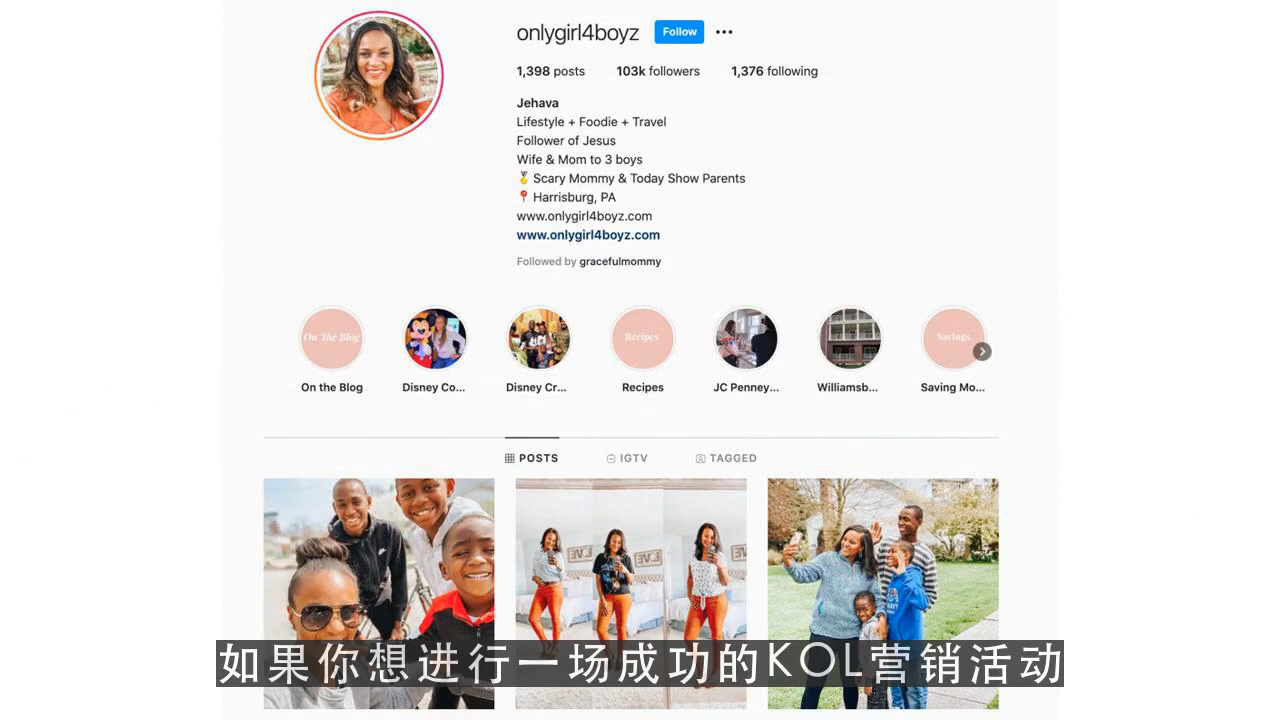 onlygirl4boyz Follow •••
1,398 posts 103k followers 1,376 following
Jehava
Lifestyle + Foodie + Travel
Follower of Jesus
Wife & Mom to 3 boys
🏅 Scary Mommy & Today Show Parents
📍 Harrisburg, PA
www.onlygirl4boyz.com
www.onlygirl4boyz.com
Followed by gracefulmommy
On The Blog Recipes Savings
On the Blog Disney Co... Disney Cr... Recipes JC Penney... Williamsb... Saving Mo...
POSTS IGTV TAGGED
如果你想进行一场成功的KOL营销活动